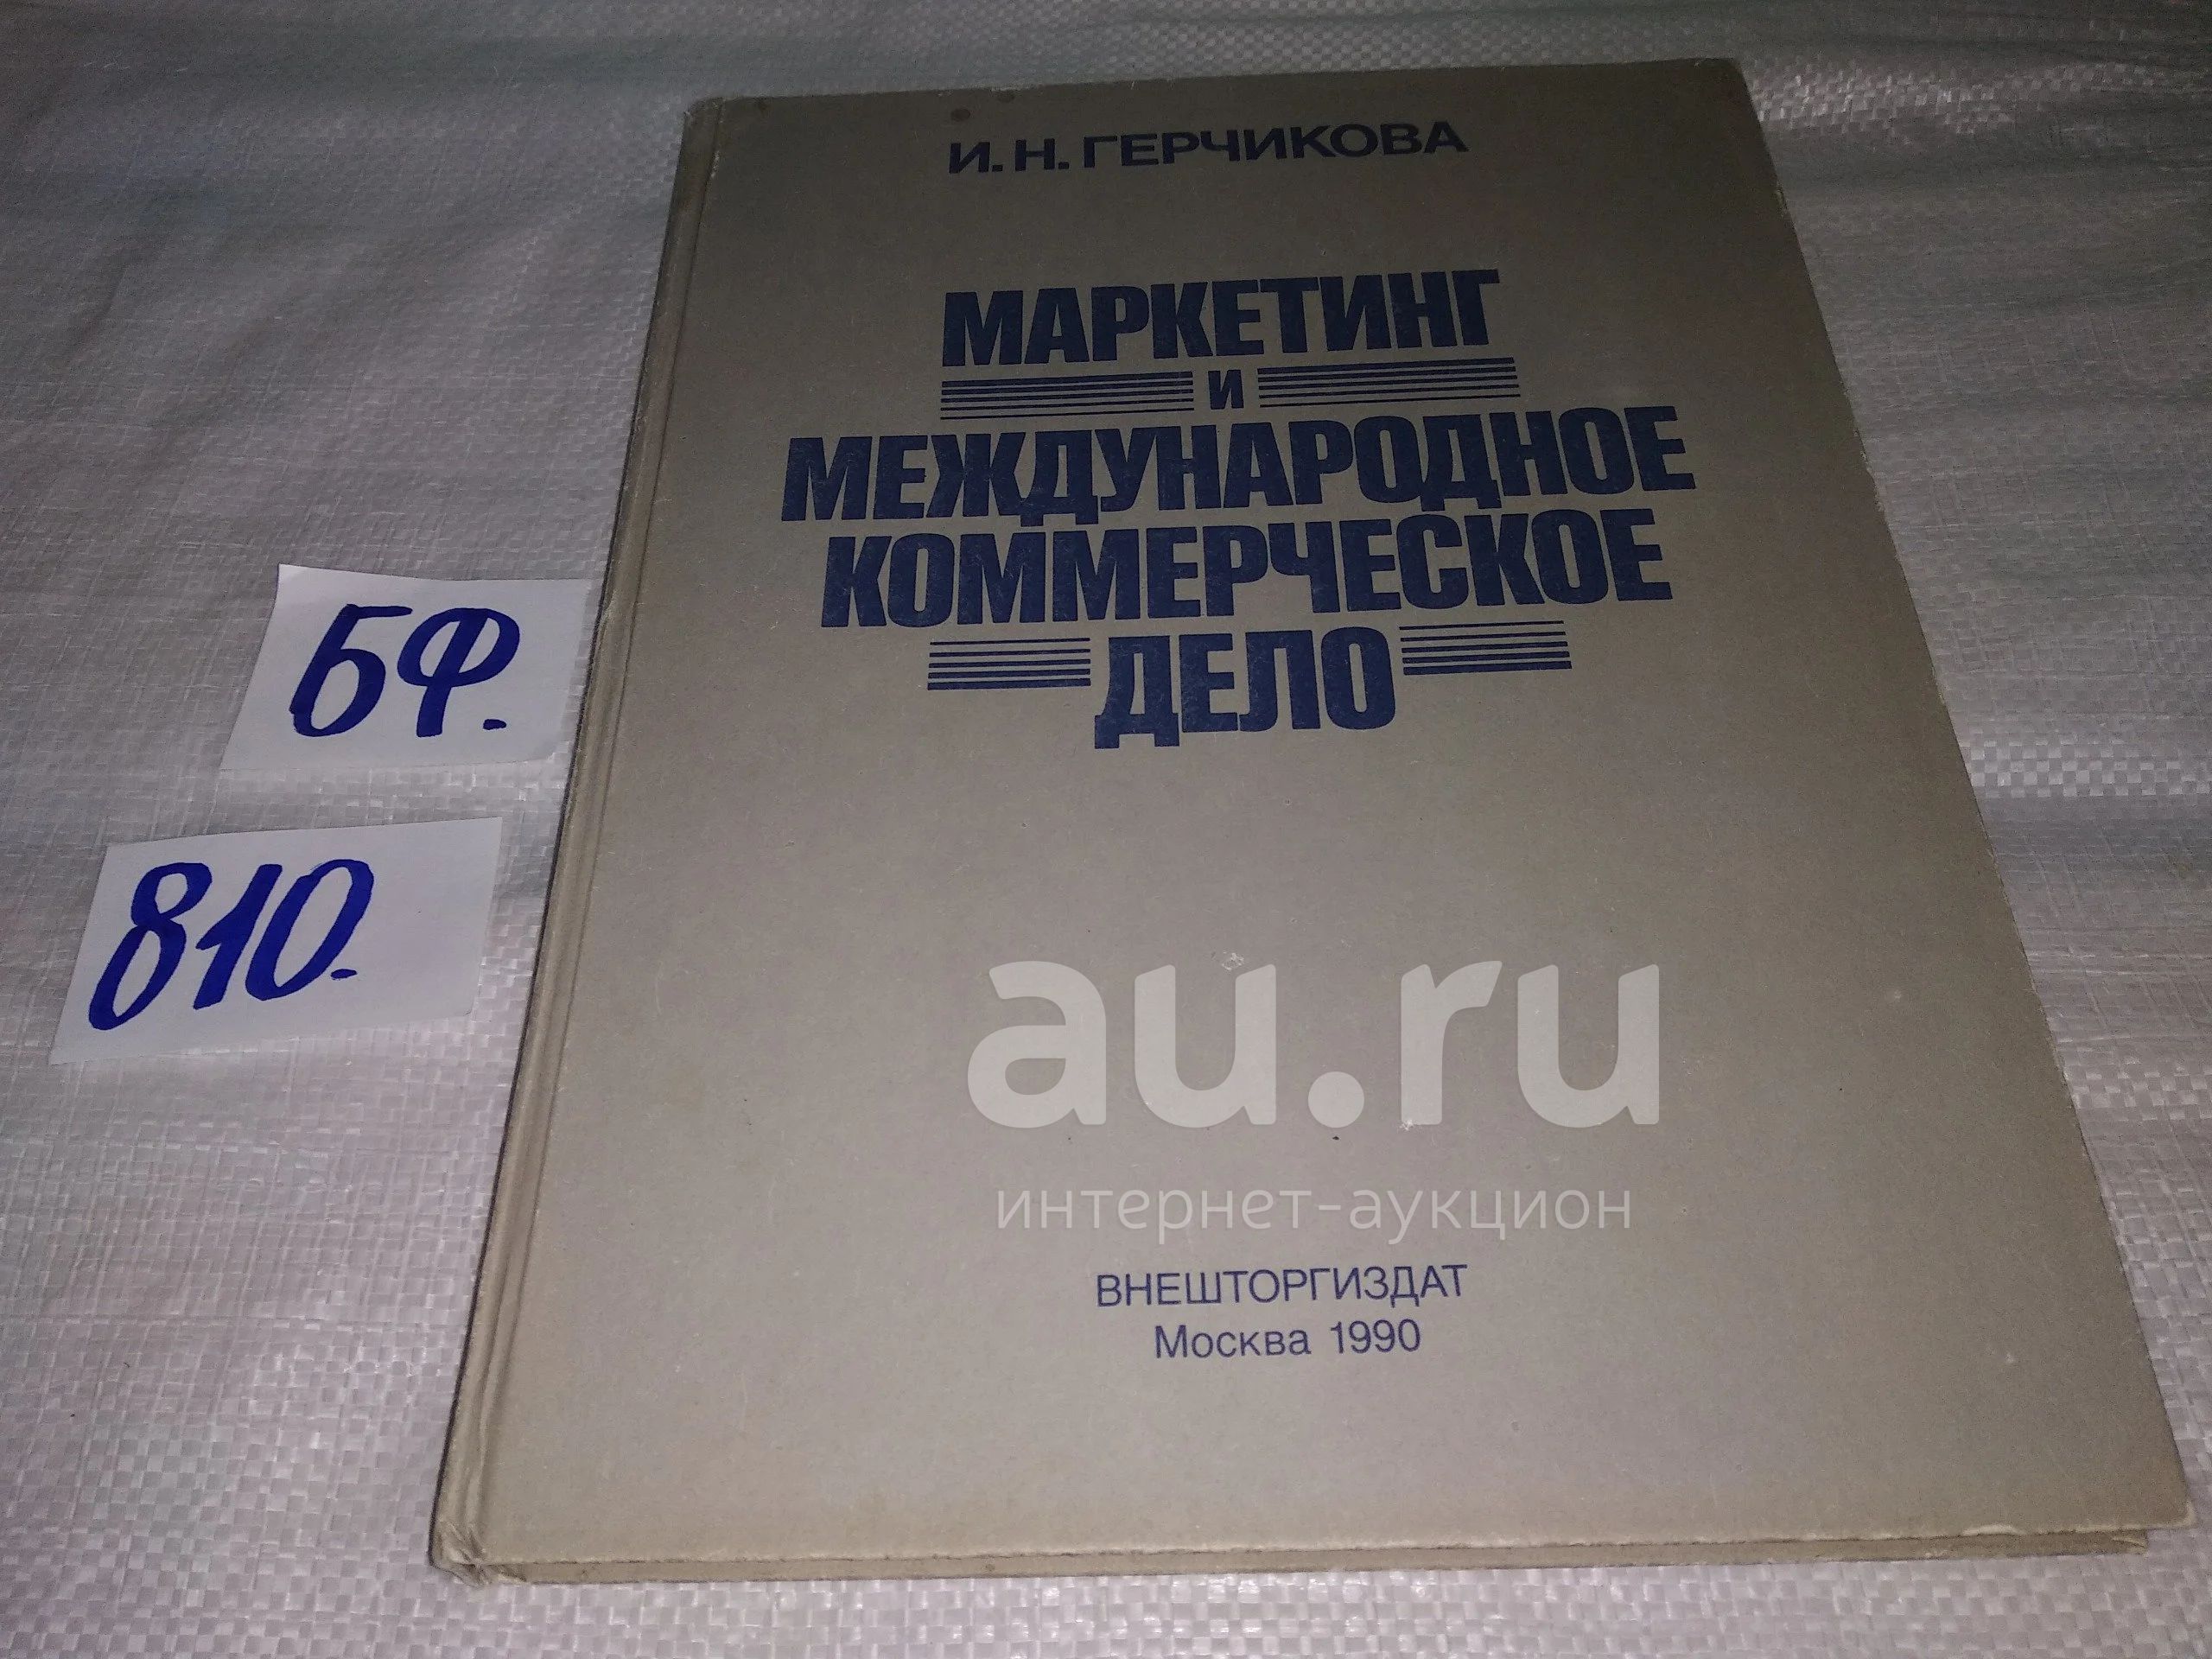 И. Н. ГЕРЧИКОВА
МАРКЕТИНГ
И
МЕЖДУНАРОДНОЕ
КОММЕРЧЕСКОЕ
ДЕЛО
БФ.
810.
au.ru
интернет-аукцион
ВНЕШТОРГИЗДАТ
Москва 1990